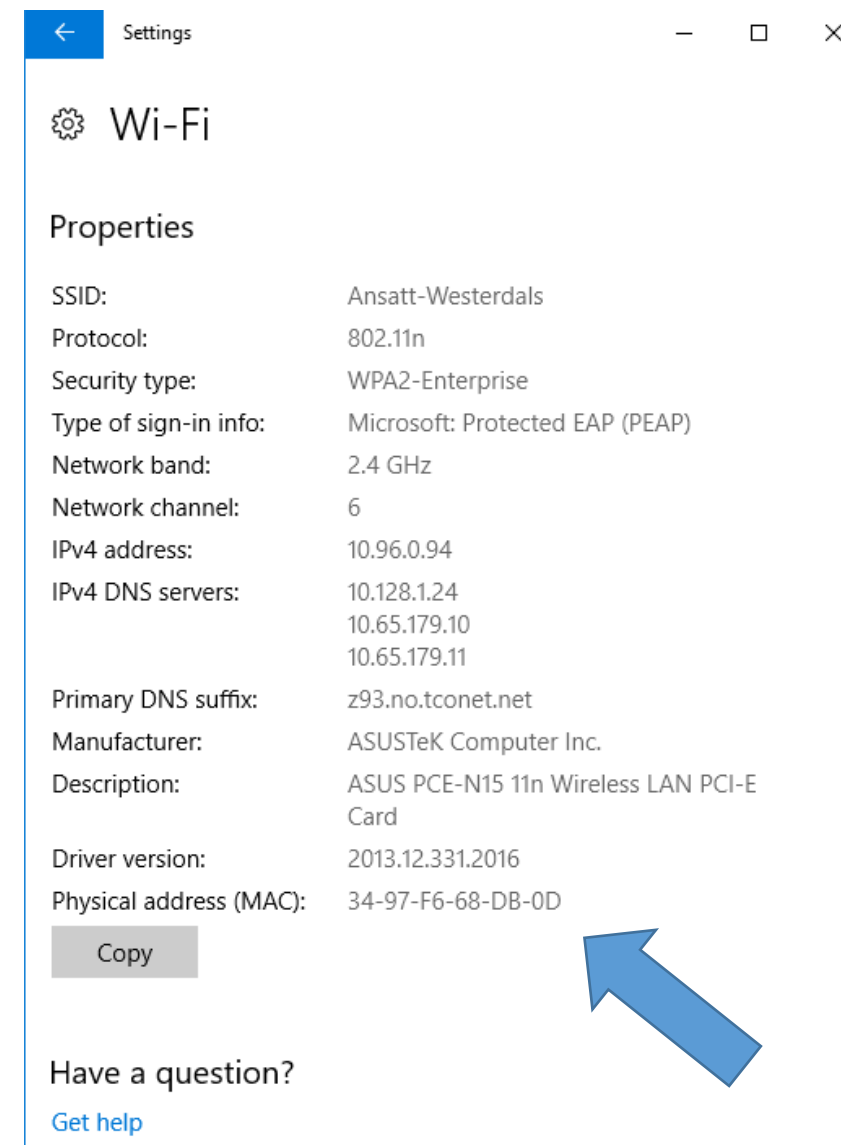 Settings
Wi-Fi
Properties
SSID: Ansatt-Westerdals
Protocol: 802.11n
Security type: WPA2-Enterprise
Type of sign-in info: Microsoft: Protected EAP (PEAP)
Network band: 2.4 GHz
Network channel: 6
IPv4 address: 10.96.0.94
IPv4 DNS servers: 10.128.1.24
10.65.179.10
10.65.179.11
Primary DNS suffix: z93.no.tconet.net
Manufacturer: ASUSTeK Computer Inc.
Description: ASUS PCE-N15 11n Wireless LAN PCI-E
Card
Driver version: 2013.12.331.2016
Physical address (MAC): 34-97-F6-68-DB-0D
Copy
Have a question?
Get help